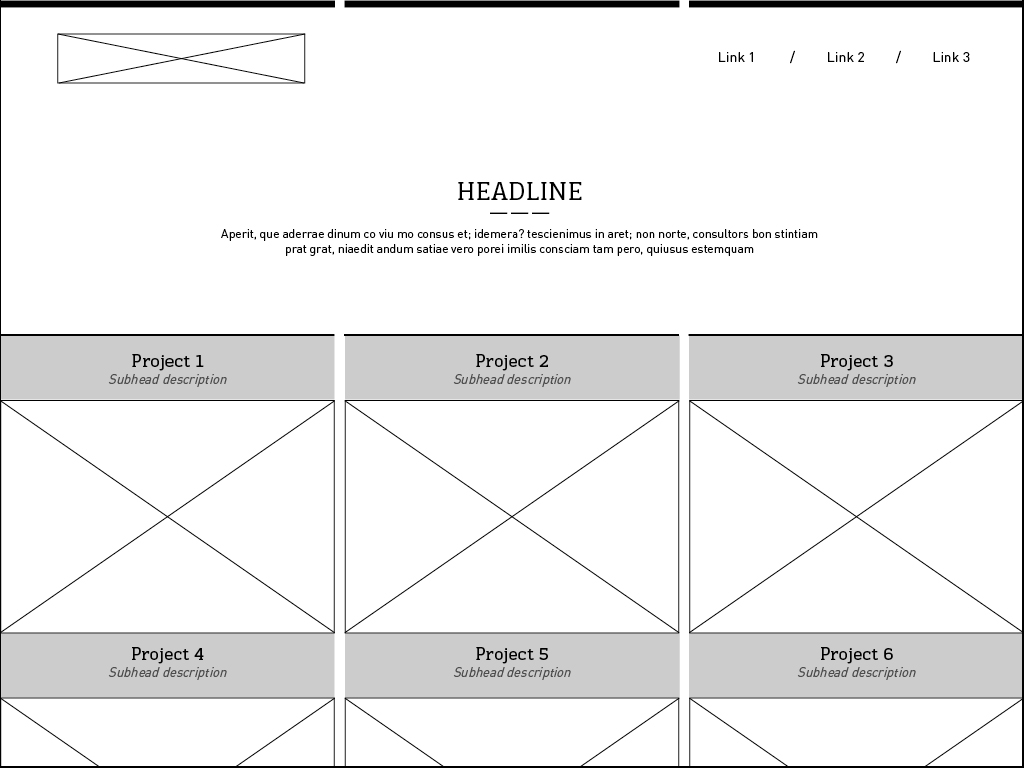 Link 1 / Link 2 / Link 3
HEADLINE
Aperit, que aderrae dinum co viu mo consus et; idemera? tescienimus in aret; non norte, consultors bon stintiam
prat grat, niaedit andum satiae vero porei imilis consciam tam pero, quiusus estemquam
Project 1
Subhead description
Project 2
Subhead description
Project 3
Subhead description
Project 4
Subhead description
Project 5
Subhead description
Project 6
Subhead description